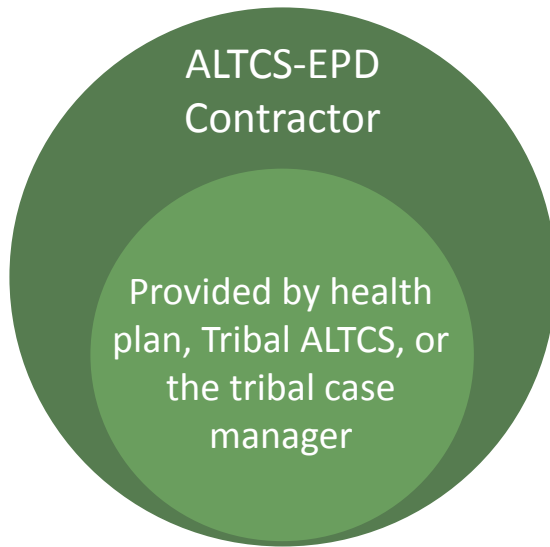 ALTCS-EPD
Contractor
Provided by health
plan, Tribal ALTCS, or
the tribal case
manager